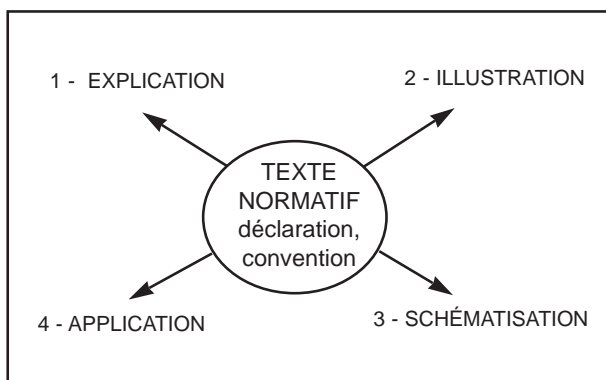 1 - EXPLICATION
2 - ILLUSTRATION
TEXTE
NORMATIF
déclaration,
convention
4 - APPLICATION
3 - SCHÉMATISATION